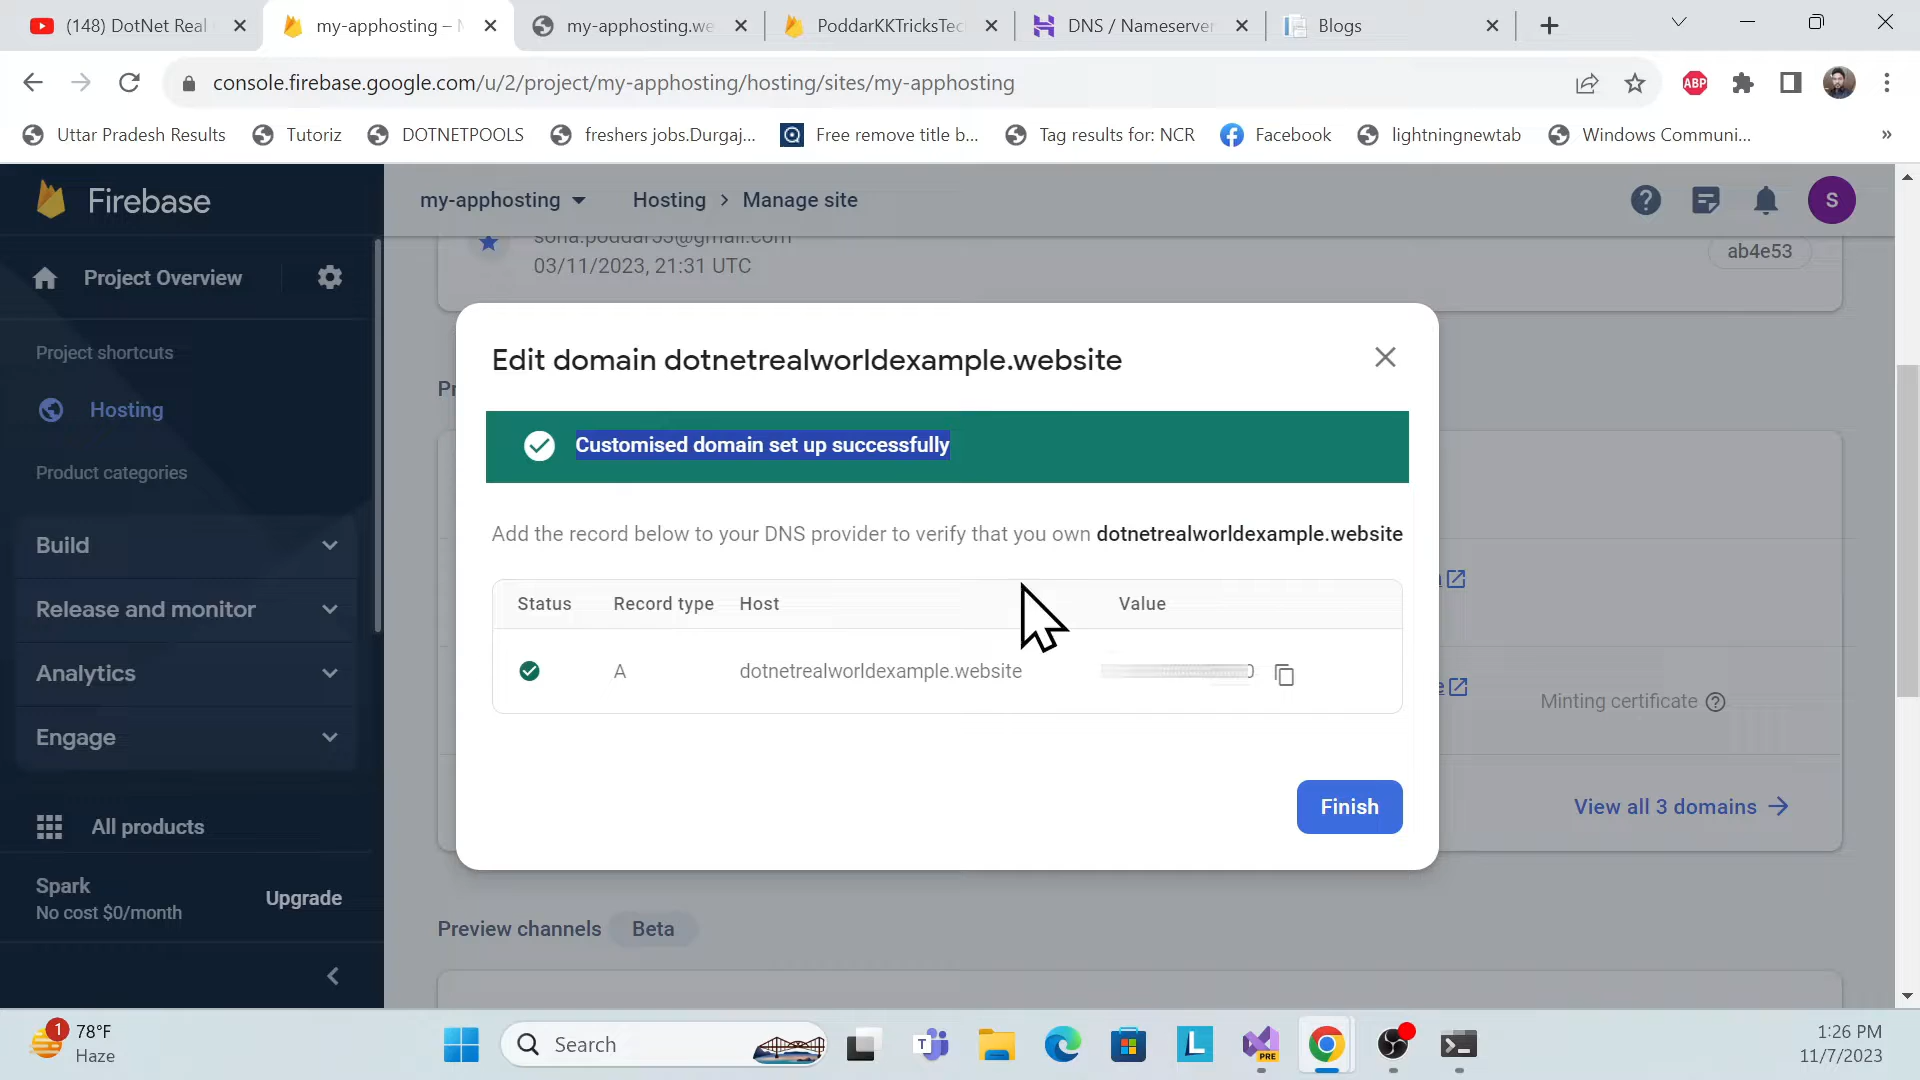 (148) DotNet Real
my-apphosting –
my-apphosting.we
PoddarKKTricksTec
DNS / Nameserver
Blogs
console.firebase.google.com/u/2/project/my-apphosting/hosting/sites/my-apphosting
ABP
Uttar Pradesh Results
Tutoriz
DOTNETPOOLS
freshers jobs.Durgaj...
Free remove title b...
Tag results for: NCR
Facebook
lightningnewtab
Windows Communi...
»
Firebase
my-apphosting
Hosting > Manage site
S
03/11/2023, 21:31 UTC
ab4e53
Project Overview
Project shortcuts
Hosting
Product categories
Build
Release and monitor
Analytics
Engage
All products
Spark
No cost $0/month
Upgrade
Edit domain dotnetrealworldexample.website
Customised domain set up successfully
Add the record below to your DNS provider to verify that you own dotnetrealworldexample.website
Status Record type Host Value
A dotnetrealworldexample.website
Finish
Minting certificate
View all 3 domains
Preview channels Beta
1
78°F
Haze
Search
T
L
PRE
1:26 PM
11/7/2023